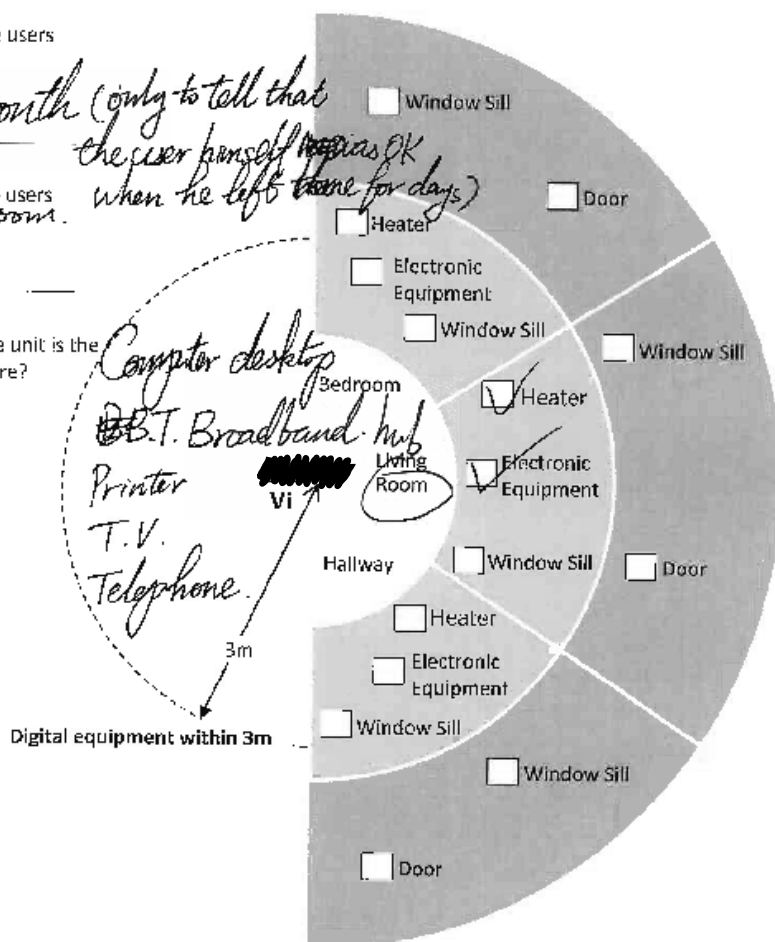 users
onth (only to tell that
the user himself was OK
when he left home for days)
users
room.
e unit is the
re?
Computer desktop
B.T. Broadband hub
Printer
T.V.
Telephone.
Vi
3m
Digital equipment within 3m
Bedroom
Living
Room
Hallway
Window Sill
Door
Heater
Electronic
Equipment
Window Sill
Window Sill
Heater
Electronic
Equipment
Window Sill
Door
Heater
Electronic
Equipment
Window Sill
Window Sill
Door